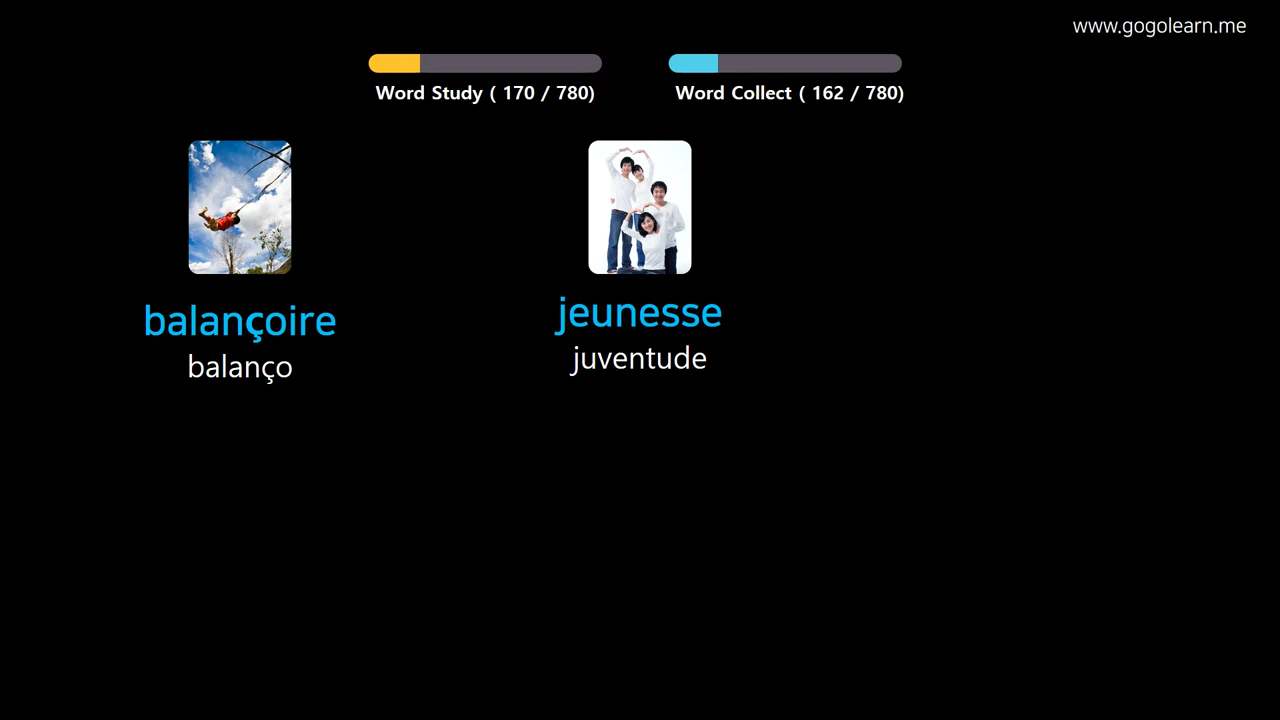 www.gogolearn.me
Word Study ( 170 / 780)
Word Collect ( 162 / 780)
balançoire
balanço
jeunesse
juventude